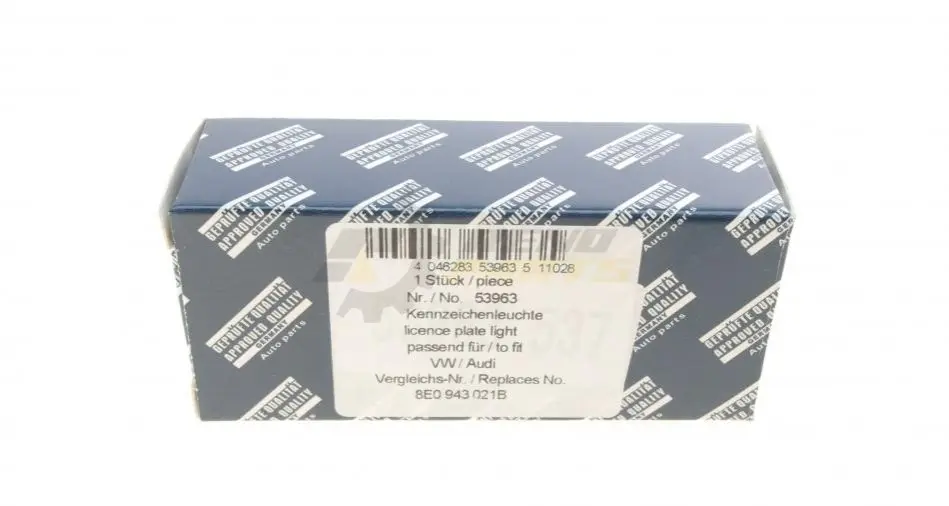 GEPRÜFTE QUALITÄT
APPROVED QUALITY
GERMANY
Auto parts
4 046283 53963 5 11028
1 Stück / piece
Nr. / No. 53963
Kennzeichenleuchte
licence plate light
passend für / to fit
VW / Audi
Vergleichs-Nr. / Replaces No.
8E0 943 021B